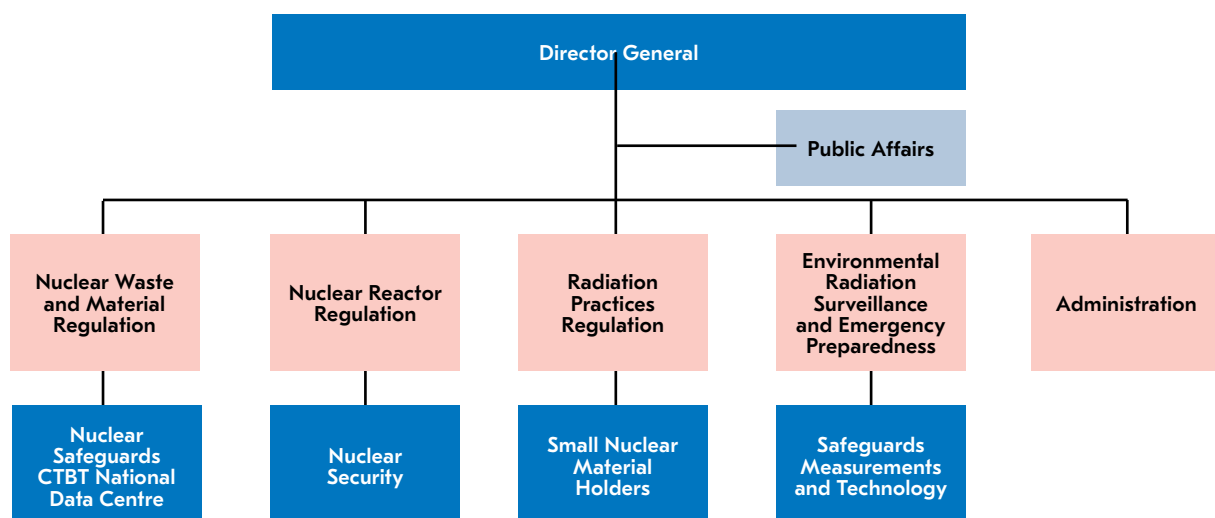 Director General
Public Affairs
Nuclear Waste
and Material
Regulation
Nuclear Reactor
Regulation
Radiation
Practices
Regulation
Environmental
Radiation
Surveillance
and Emergency
Preparedness
Administration
Nuclear
Safeguards
CTBT National
Data Centre
Nuclear
Security
Small Nuclear
Material
Holders
Safeguards
Measurements
and Technology